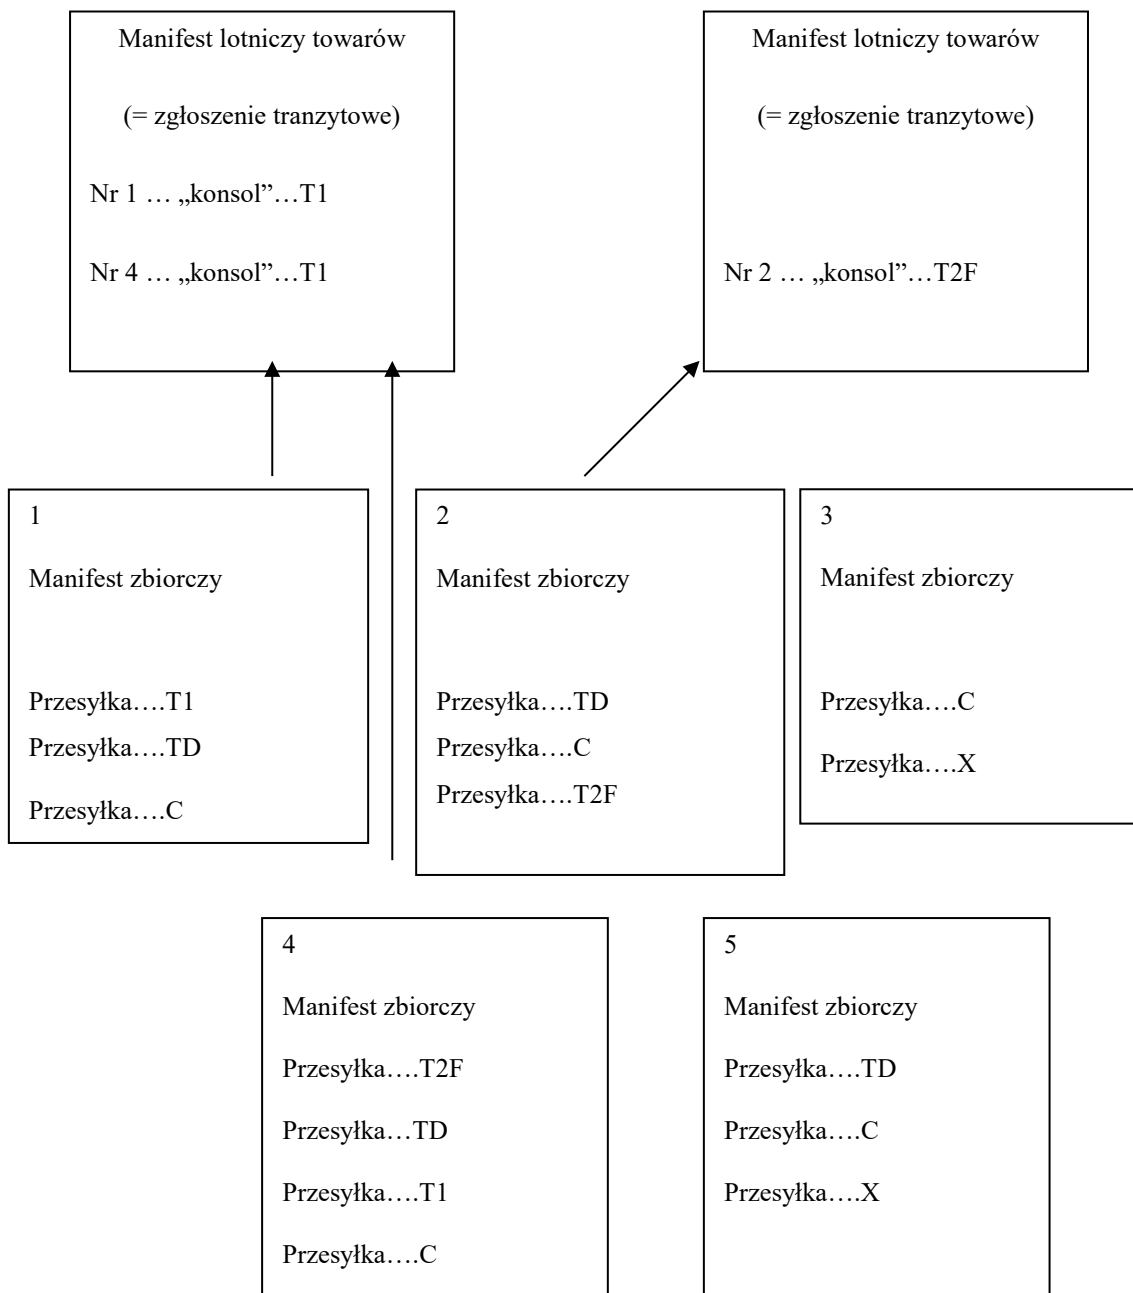 Manifest lotniczy towarów
(= zgłoszenie tranzytowe)
Nr 1 … „konsol”…T1
Nr 4 … „konsol”…T1
Manifest lotniczy towarów
(= zgłoszenie tranzytowe)
Nr 2 … „konsol”…T2F
1
Manifest zbiorczy
Przesyłka….T1
Przesyłka….TD
Przesyłka….C
2
Manifest zbiorczy
Przesyłka….TD
Przesyłka….C
Przesyłka….T2F
3
Manifest zbiorczy
Przesyłka….C
Przesyłka….X
4
Manifest zbiorczy
Przesyłka….T2F
Przesyłka…TD
Przesyłka….T1
Przesyłka….C
5
Manifest zbiorczy
Przesyłka….TD
Przesyłka….C
Przesyłka….X